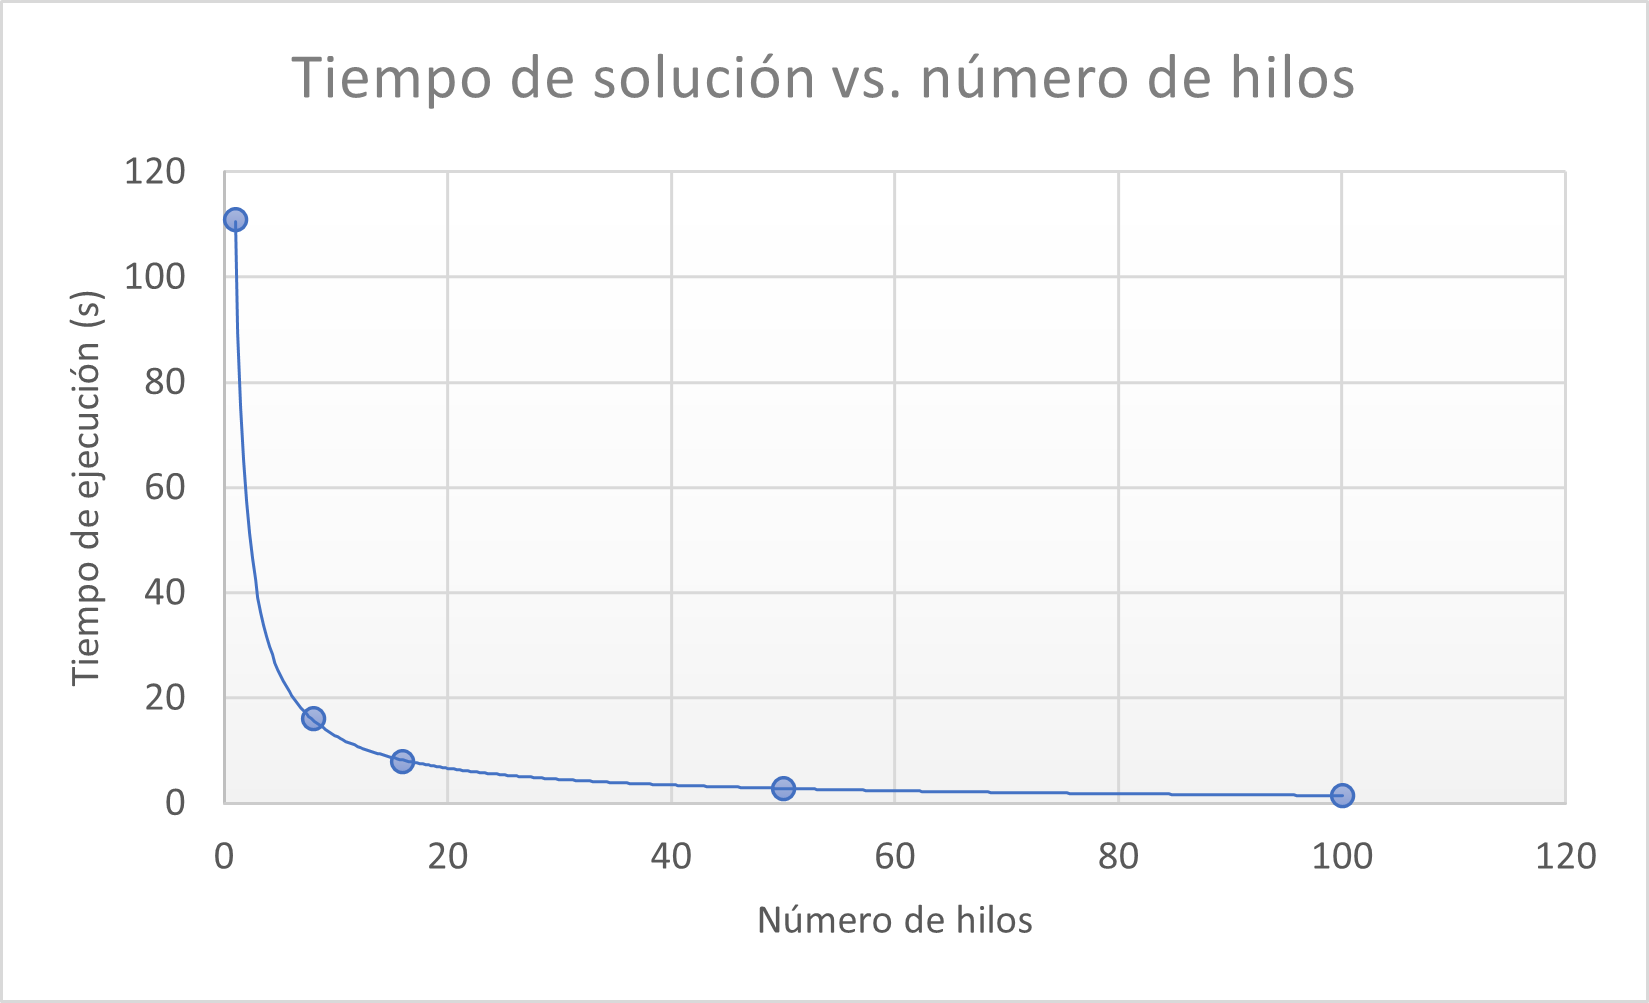 Tiempo de solución vs. número de hilos
120
100
80
60
40
20
0
Tiempo de ejecución (s)
0 20 40 60 80 100 120
Número de hilos